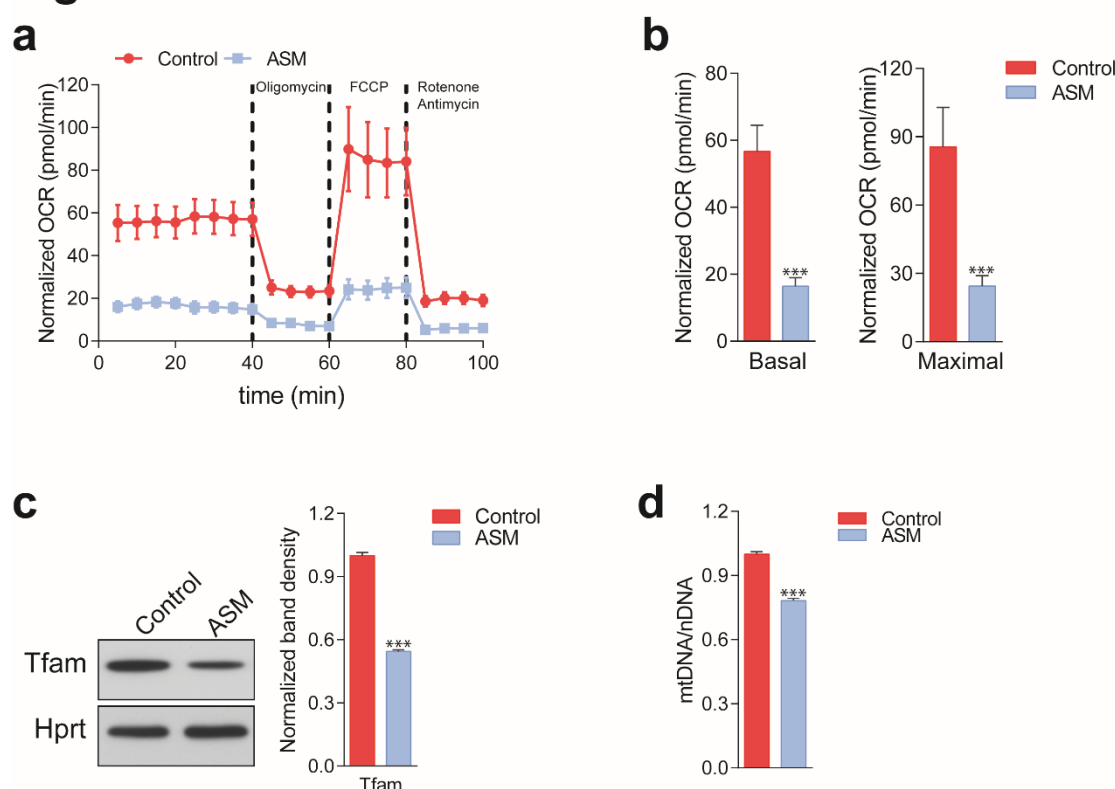 a
Control ASM
Normalized OCR (pmol/min)
120
100
80
60
40
20
0
Oligomycin
FCCP
Rotenone
Antimycin
0 20 40 60 80 100
time (min)
b
Normalized OCR (pmol/min)
80
60
40
20
0
***
Basal
Normalized OCR (pmol/min)
120
90
60
30
0
***
Maximal
Control
ASM
c
Control
ASM
Tfam
Hprt
Normalized band density
1.2
0.9
0.6
0.3
0.0
***
Tfam
Control
ASM
d
mtDNA/nDNA
1.2
0.9
0.6
0.3
0.0
***
Control
ASM